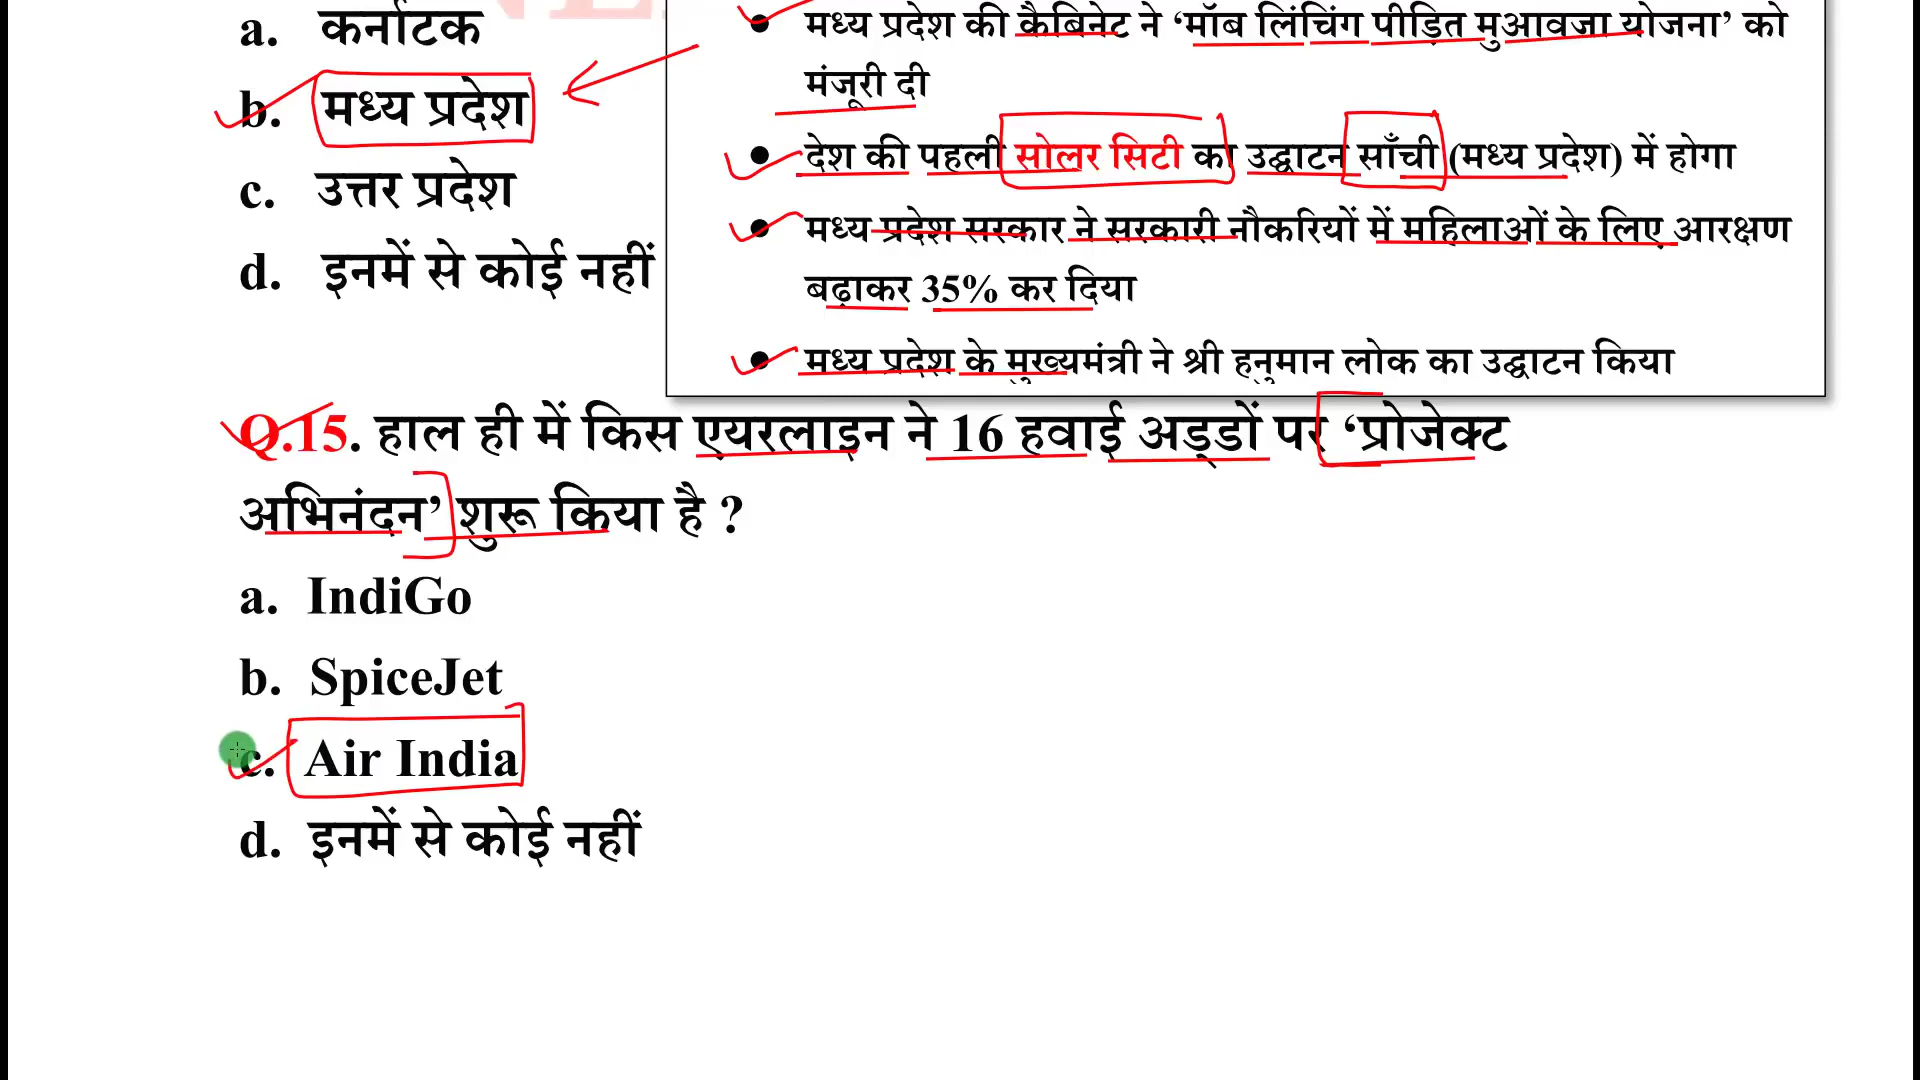 a. कर्नाटक
b. मध्य प्रदेश
c. उत्तर प्रदेश
d. इनमें से कोई नहीं
● मध्य प्रदेश की कैबिनेट ने ‘मॉब लिंचिंग पीड़ित मुआवजा योजना’ को
मंजूरी दी
● देश की पहली सोलर सिटी का उद्घाटन साँची (मध्य प्रदेश) में होगा
● मध्य प्रदेश सरकार ने सरकारी नौकरियों में महिलाओं के लिए आरक्षण
बढ़ाकर 35% कर दिया
● मध्य प्रदेश के मुख्यमंत्री ने श्री हनुमान लोक का उद्घाटन किया
Q.15. हाल ही में किस एयरलाइन ने 16 हवाई अड्डों पर ‘प्रोजेक्ट
अभिनंदन’ शुरू किया है ?
a. IndiGo
b. SpiceJet
c. Air India
d. इनमें से कोई नहीं